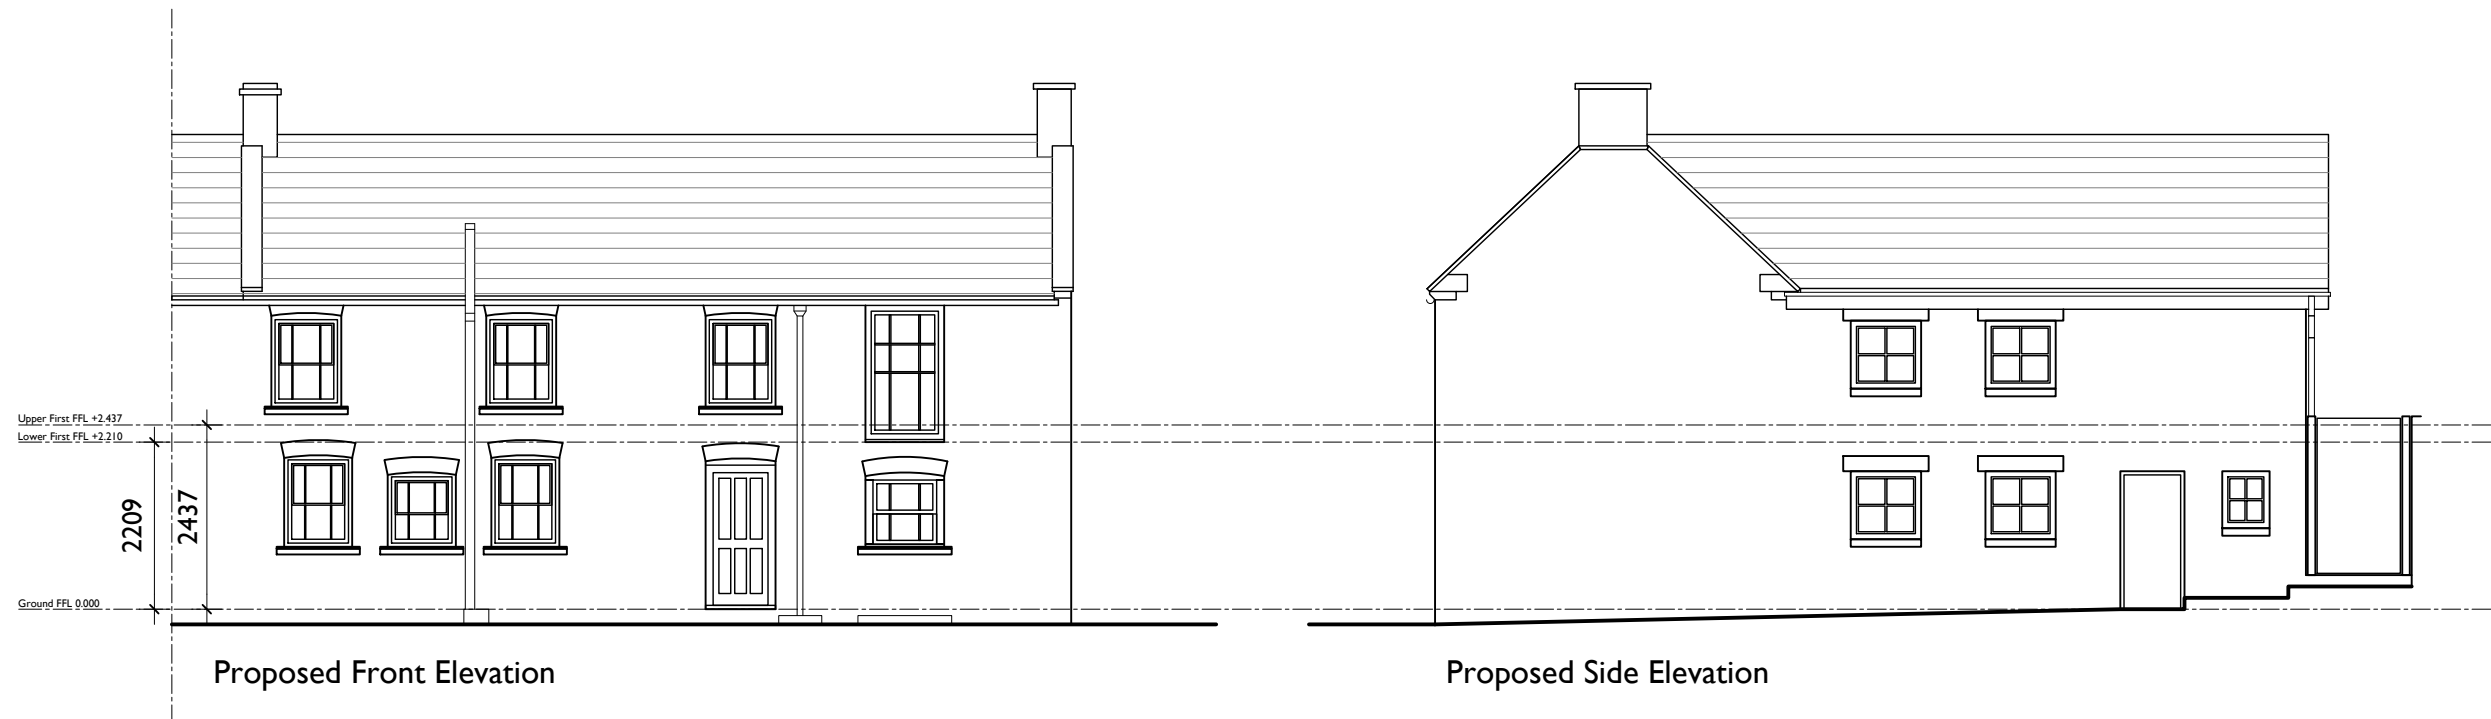 Upper First FFL +2.437
Lower First FFL +2.210
2209
2437
Ground FFL 0.000
Proposed Front Elevation
Proposed Side Elevation